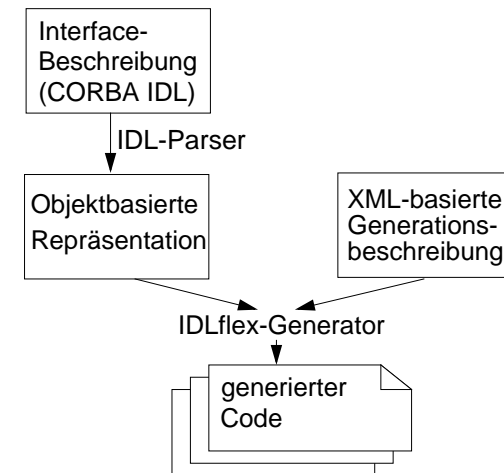 Interface-
Beschreibung
(CORBA IDL)
IDL-Parser
Objektbasierte
Repräsentation
XML-basierte
Generations-
beschreibung
IDLflex-Generator
generierter
Code